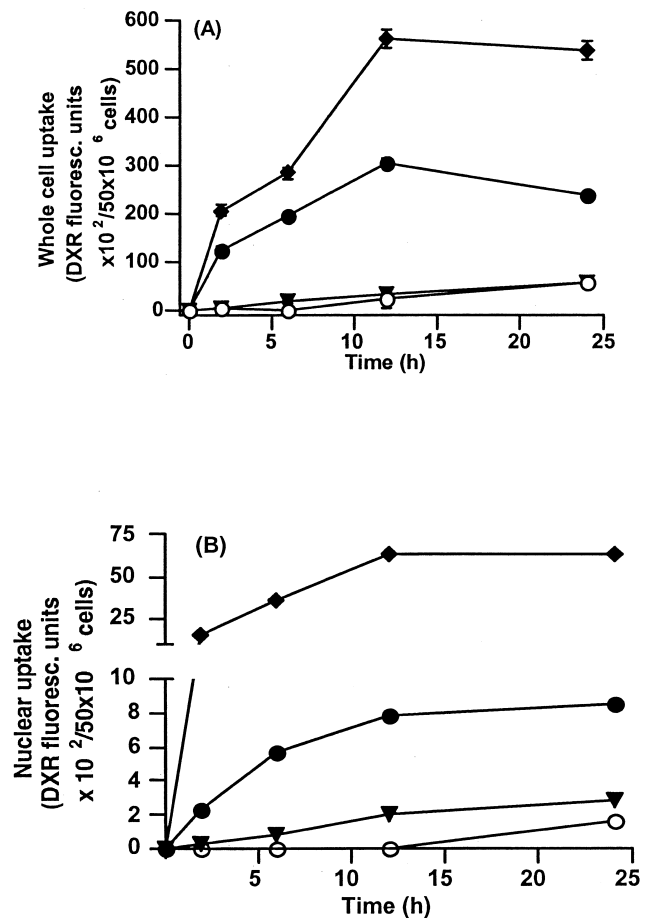 (A)
Whole cell uptake
(DXR fluoresc. units
x10 2/50x10 6 cells)
600
500
400
300
200
100
0
0 5 10 15 20 25
Time (h)
(B)
Nuclear uptake
(DXR fluoresc. units
x 10 2/50x10 6 cells)
75
50
25
10
8
6
4
2
0
5 10 15 20 25
Time (h)